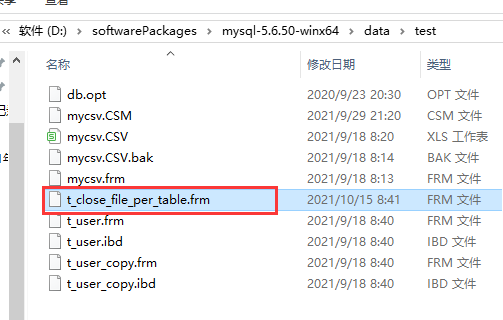 共享
查看
软件 (D:) › softwarePackages › mysql-5.6.50-winx64 › data › test
名称 修改日期 类型
db.opt 2020/9/23 20:30 OPT 文件
mycsv.CSM 2021/9/29 21:20 CSM 文件
mycsv.CSV 2021/9/18 8:20 XLS 工作表
mycsv.CSV.bak 2021/9/18 8:14 BAK 文件
mycsv.frm 2021/9/18 8:13 FRM 文件
t_close_file_per_table.frm 2021/10/15 8:41 FRM 文件
t_user.frm 2021/9/18 8:40 FRM 文件
t_user.ibd 2021/9/18 8:40 IBD 文件
t_user_copy.frm 2021/9/18 8:40 FRM 文件
t_user_copy.ibd 2021/9/18 8:40 IBD 文件